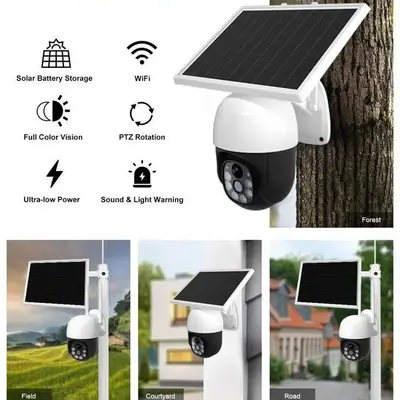 Solar Battery Storage
WiFi
Full Color Vision
PTZ Rotation
Ultra-low Power
Sound & Light Warning
Forest
Field
Courtyard
Road